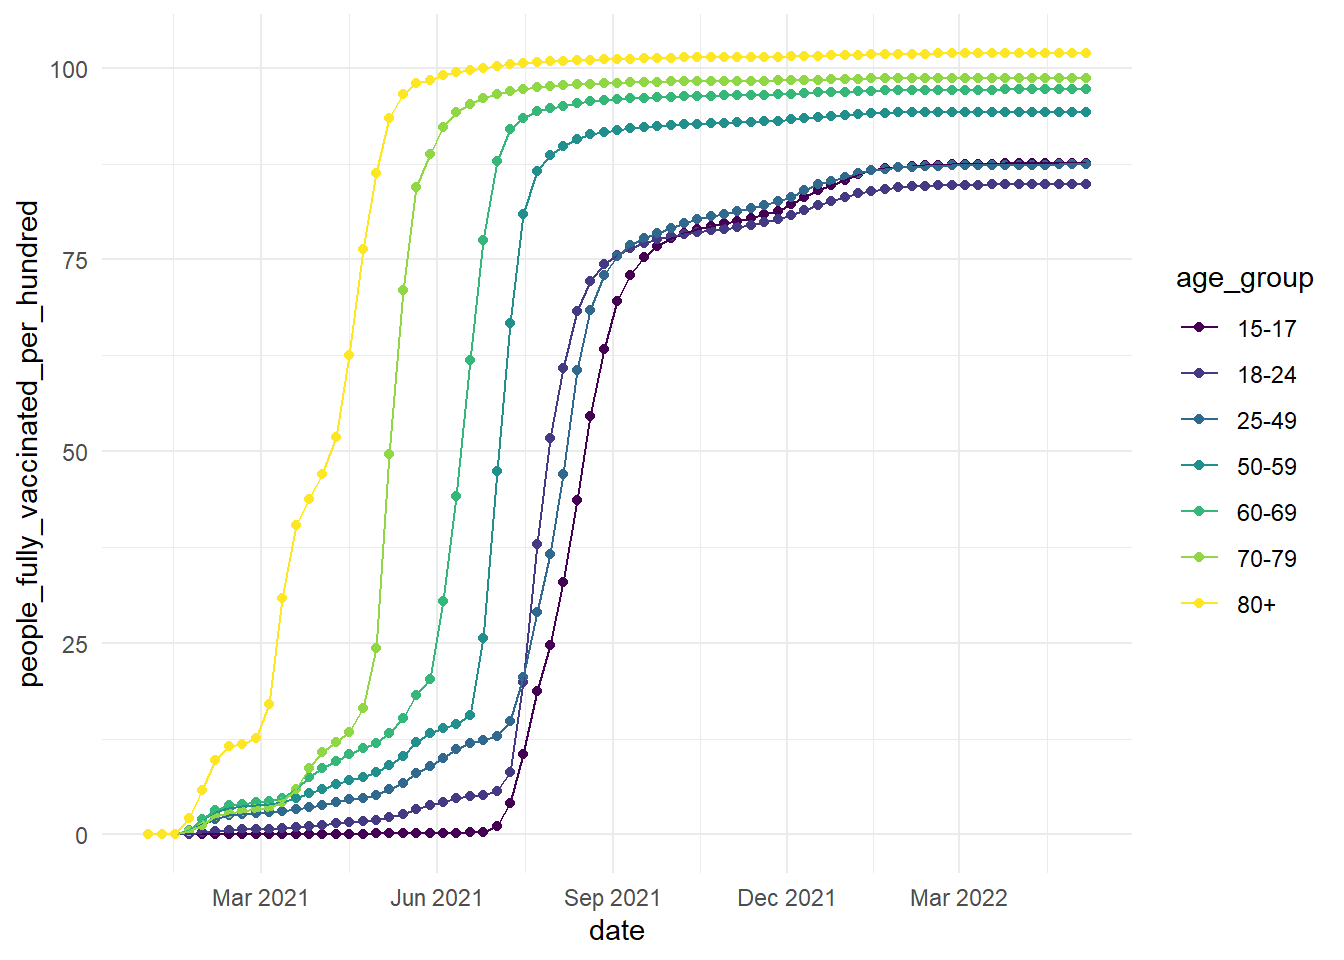 people_fully_vaccinated_per_hundred
100
75
50
25
0
Mar 2021
Jun 2021
Sep 2021
Dec 2021
Mar 2022
date
age_group
15-17
18-24
25-49
50-59
60-69
70-79
80+